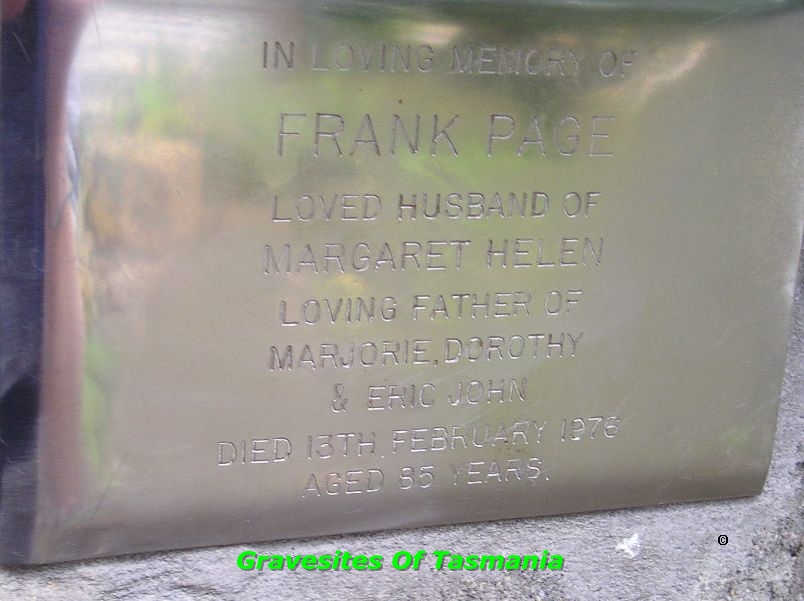 IN LOVING MEMORY OF
FRANK PAGE
LOVED HUSBAND OF
MARGARET HELEN
LOVING FATHER OF
MARJORIE, DOROTHY
& ERIC JOHN
DIED 13TH. FEBRUARY 1976
AGED 85 YEARS.
Gravesites Of Tasmania
©